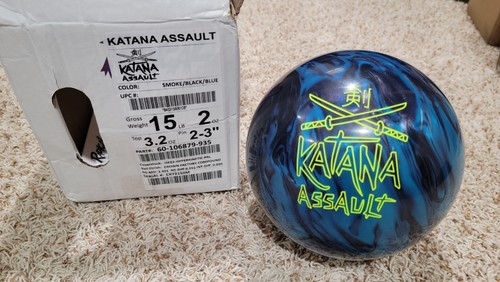 KATANA ASSAULT
KATANA
ASSAULT
COLOR: SMOKE/BLACK/BLUE
UPC #:
Gross Weight 15 LB 2 oz
Top 3.2 oz Pin 2-3"
PART#: 60-106879-935
剣
KATANA
ASSAULT